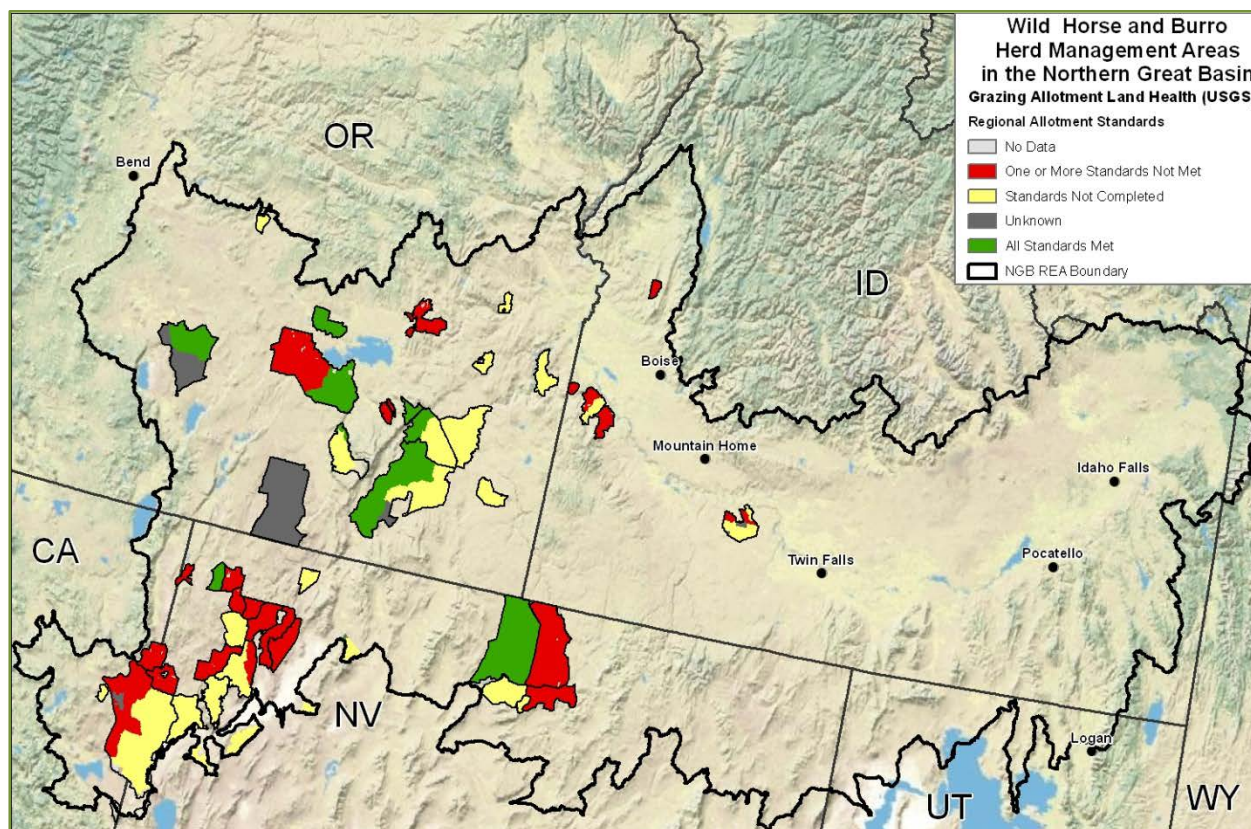 Wild Horse and Burro
Herd Management Areas
in the Northern Great Basin
Grazing Allotment Land Health (USGS
Regional Allotment Standards
No Data
One or More Standards Not Met
Standards Not Completed
Unknown
All Standards Met
NGB REA Boundary
OR
Bend
ID
Boise
Mountain Home
Idaho Falls
CA
Twin Falls
Pocatello
NV
Logan
UT
WY